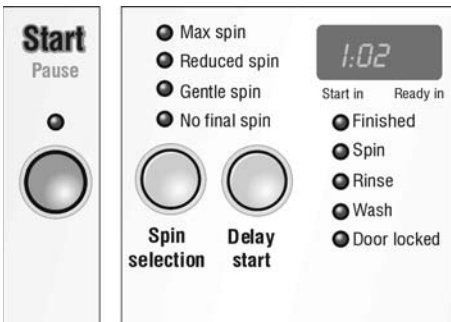 Start
Pause
Max spin
Reduced spin
Gentle spin
No final spin
Spin
selection
Delay
start
1:02
Start in Ready in
Finished
Spin
Rinse
Wash
Door locked